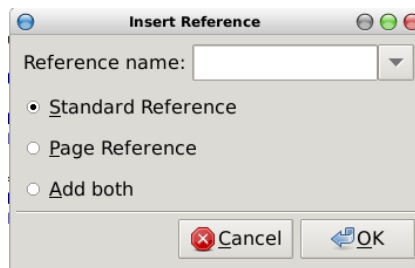 Insert Reference
Reference name:
Standard Reference
Page Reference
Add both
Cancel OK